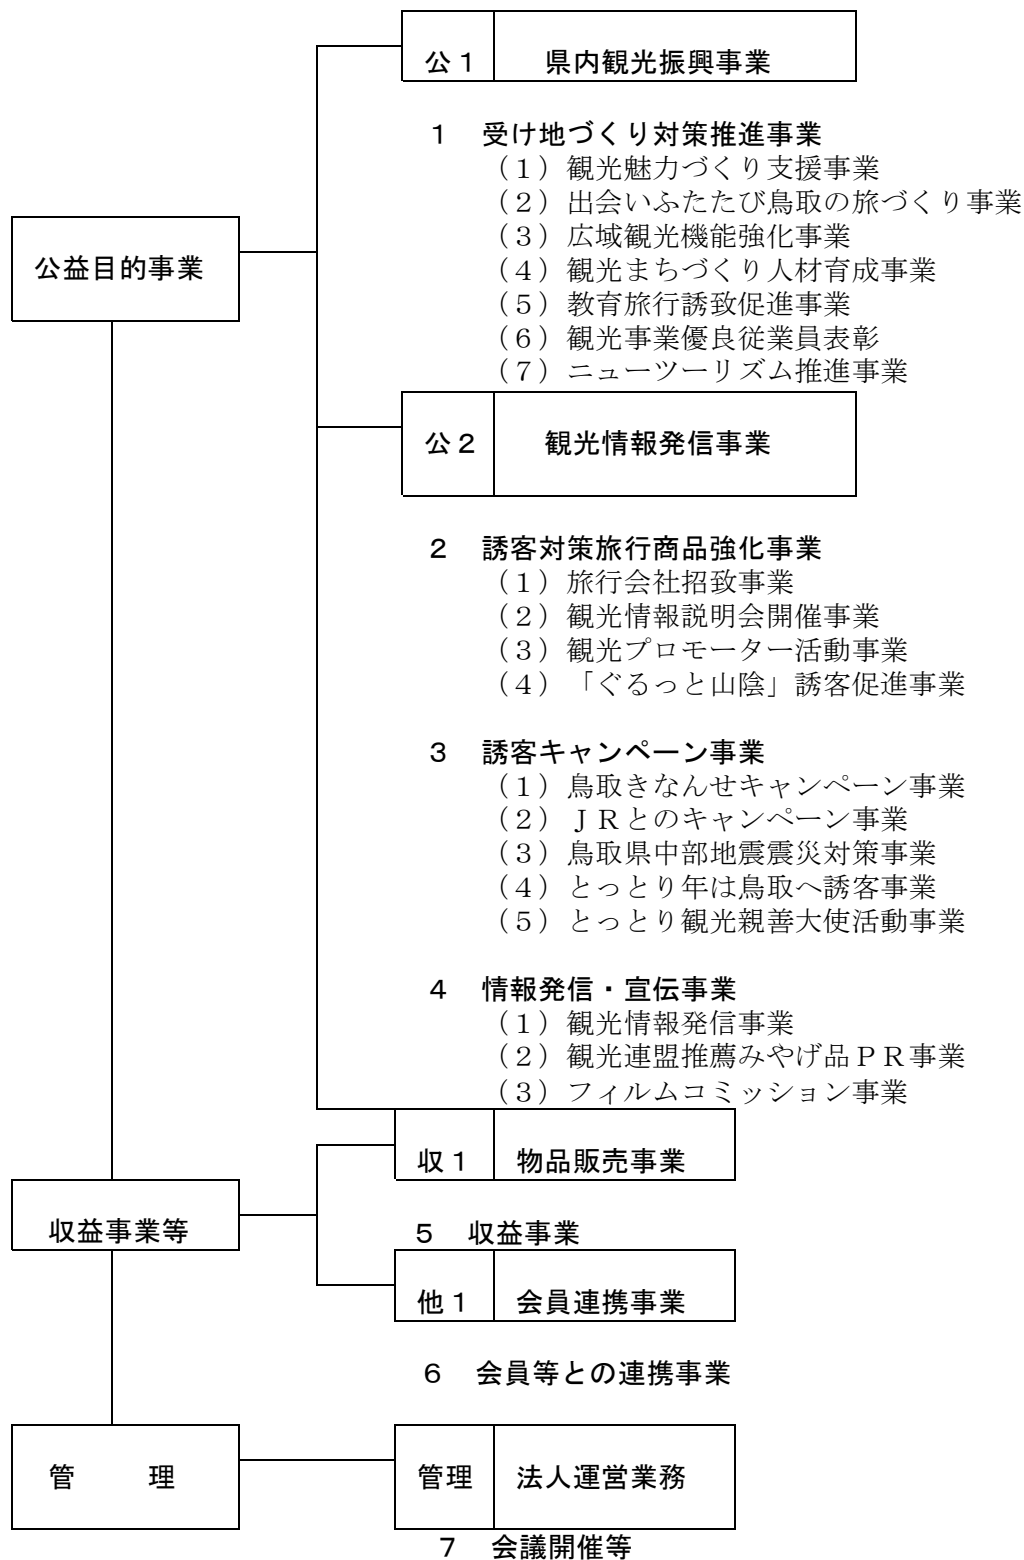 公１ 県内観光振興事業
１ 受け地づくり対策推進事業
（１）観光魅力づくり支援事業
（２）出会いふたたび鳥取の旅づくり事業
（３）広域観光機能強化事業
公益目的事業
（４）観光まちづくり人材育成事業
（５）教育旅行誘致促進事業
（６）観光事業優良従業員表彰
（７）ニューツーリズム推進事業
公２ 観光情報発信事業
２ 誘客対策旅行商品強化事業
（１）旅行会社招致事業
（２）観光情報説明会開催事業
（３）観光プロモーター活動事業
（４）「ぐるっと山陰」誘客促進事業
３ 誘客キャンペーン事業
（１）鳥取きなんせキャンペーン事業
（２）ＪＲとのキャンペーン事業
（３）鳥取県中部地震震災対策事業
（４）とっとり年は鳥取へ誘客事業
（５）とっとり観光親善大使活動事業
４ 情報発信・宣伝事業
（１）観光情報発信事業
（２）観光連盟推薦みやげ品ＰＲ事業
（３）フィルムコミッション事業
収１ 物品販売事業
収益事業等
５ 収益事業
他１ 会員連携事業
６ 会員等との連携事業
管 理
管理 法人運営業務
７ 会議開催等